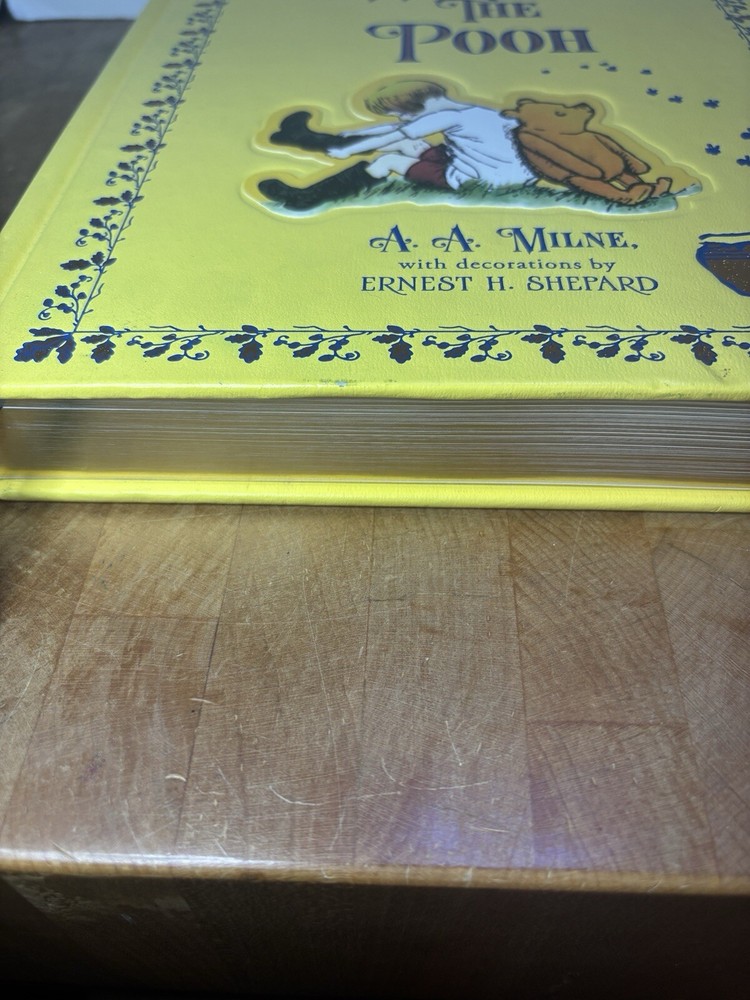 THE
POOH
A. A. MILNE,
with decorations by
ERNEST H. SHEPARD